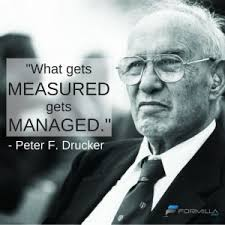 "What gets
MEASURED
gets
MANAGED."
- Peter F. Drucker
FORMILLA